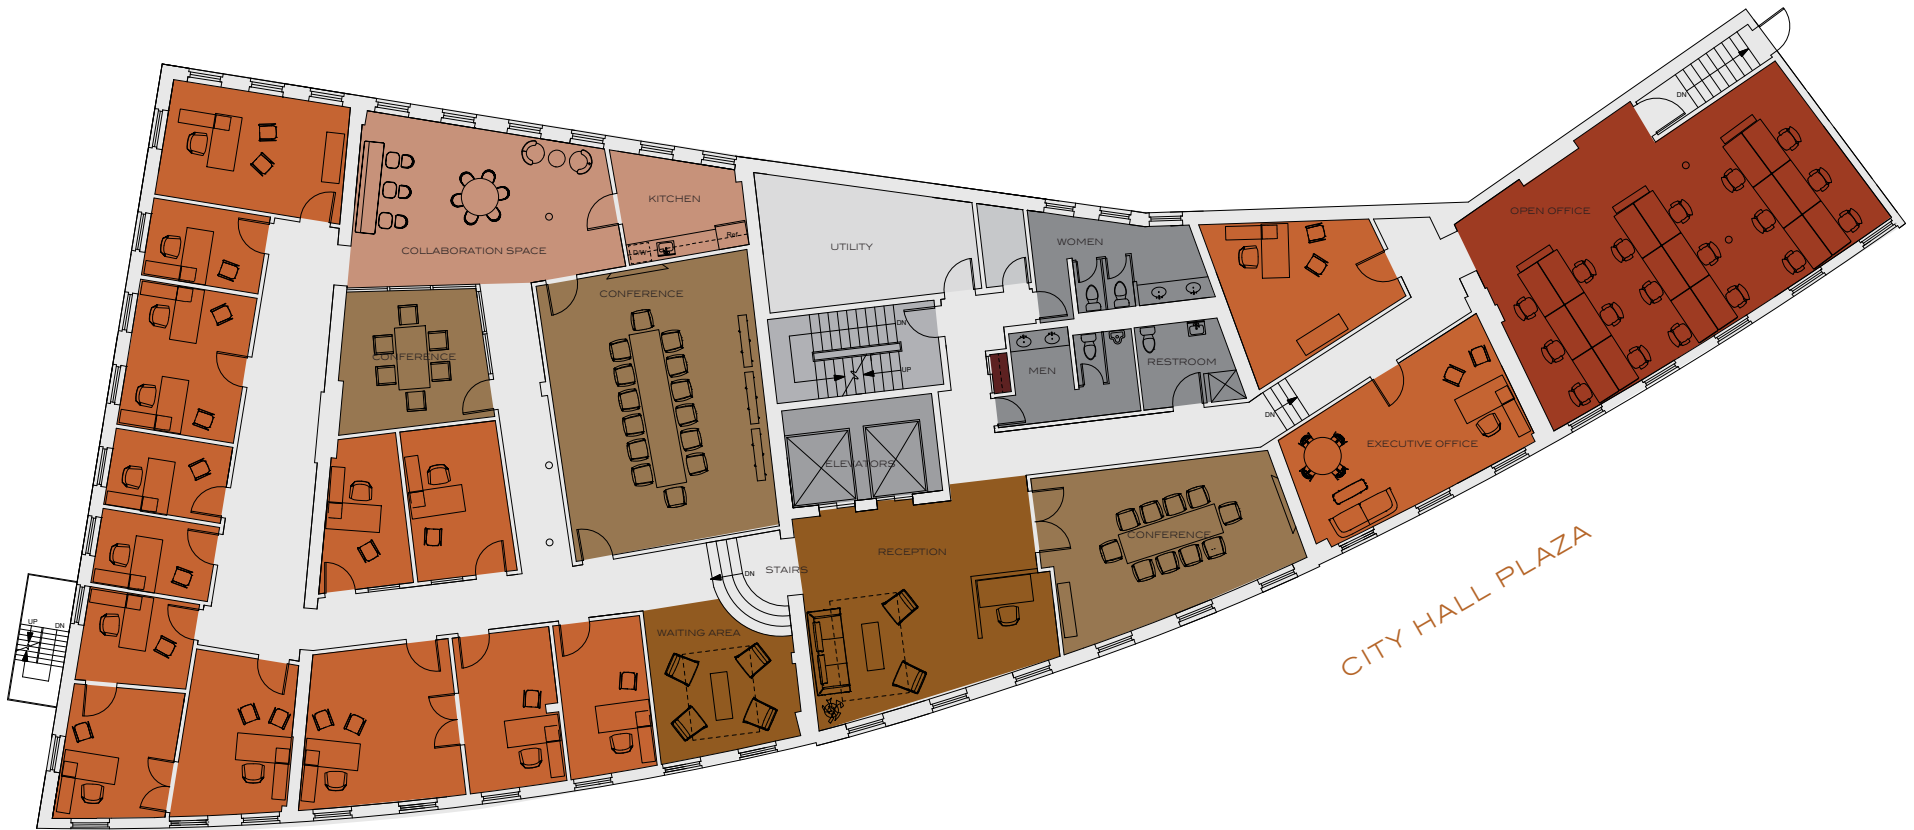 DN
OPEN OFFICE
KITCHEN
Ref.
DW
COLLABORATION SPACE
UTILITY
WOMEN
CONFERENCE
DN
UP
CONFERENCE
MEN
RESTROOM
DN
ELEVATORS
EXECUTIVE OFFICE
CONFERENCE
RECEPTION
STAIRS
DN
WAITING AREA
UP
DN
CITY HALL PLAZA